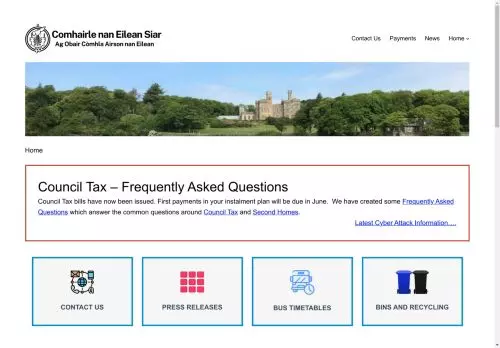 Comhairle nan Eilean Siar
Ag Obair Còmhla Airson nan Eilean
Contact Us Payments News Home
Home
Council Tax – Frequently Asked Questions
Council Tax bills have now been issued. First payments in your instalment plan will be due in June. We have created some Frequently Asked
Questions which answer the common questions around Council Tax and Second Homes.
Latest Cyber Attack Information….
CONTACT US
PRESS RELEASES
BUS TIMETABLES
BINS AND RECYCLING